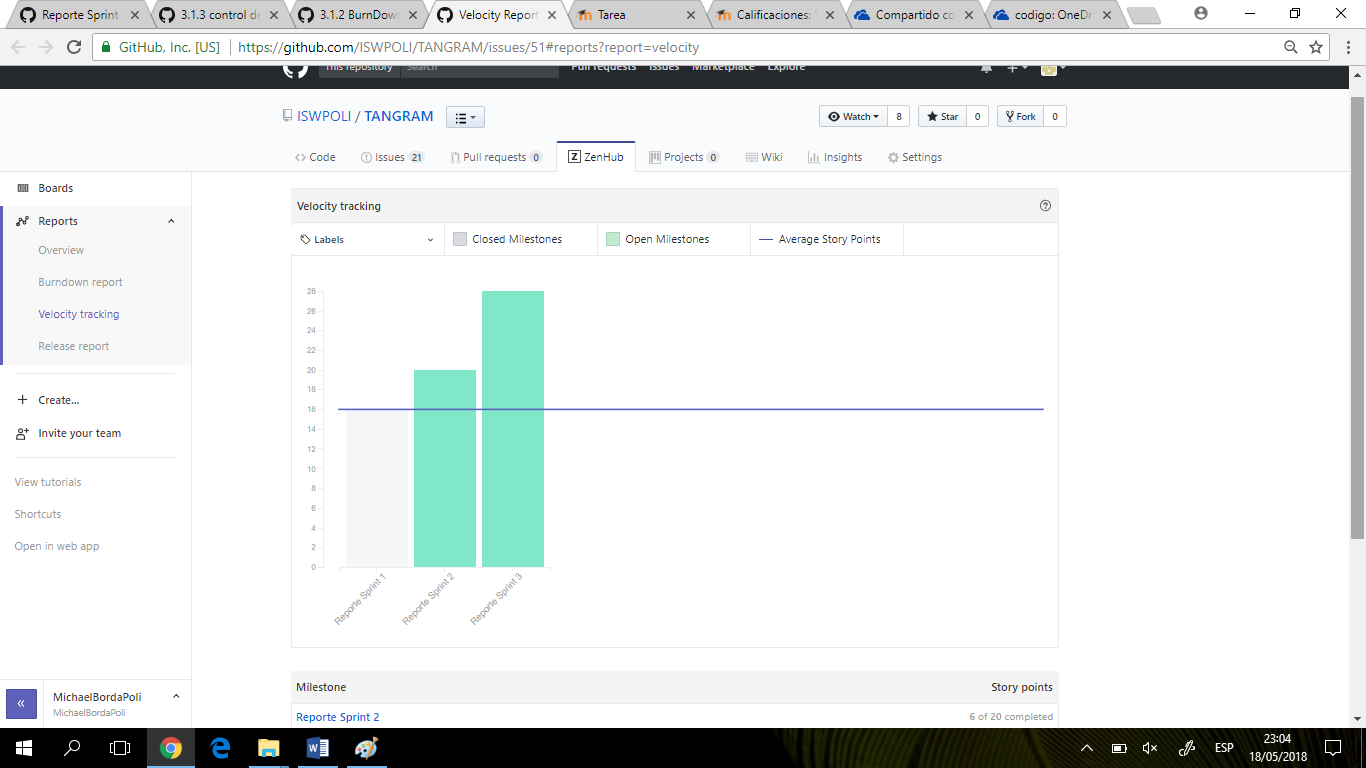 Reporte Sprint
3.1.3 control de
3.1.2 BurnDow
Velocity Report
Tarea
Calificaciones:
Compartido co
codigo: OneDr
GitHub, Inc. [US] https://github.com/ISWPOLI/TANGRAM/issues/51#reports?report=velocity
This repository Search Pull requests Issues Marketplace Explore
ISWPOLI / TANGRAM
Watch 8 Star 0 Fork 0
Code Issues 21 Pull requests 0 Z ZenHub Projects 0 Wiki Insights Settings
Boards
Reports
Overview
Burndown report
Velocity tracking
Release report
Create...
Invite your team
View tutorials
Shortcuts
Open in web app
MichaelBordaPoli
MichaelBordaPoli
Velocity tracking
Labels Closed Milestones Open Milestones Average Story Points
28
26
24
22
20
18
16
14
12
10
8
6
4
2
0
Reporte Sprint 1
Reporte Sprint 2
Reporte Sprint 3
Milestone Story points
Reporte Sprint 2 6 of 20 completed
ESP
23:04
18/05/2018